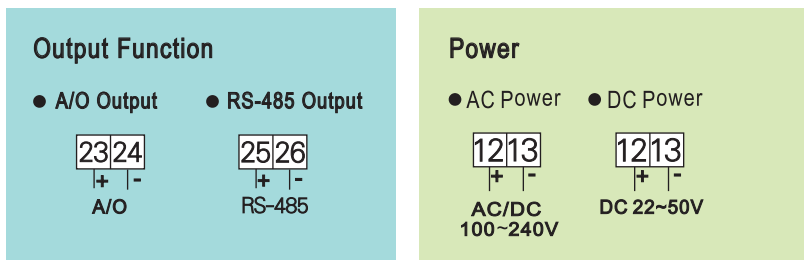 Output Function
● A/O Output
23 24
+ -
A/O
● RS-485 Output
25 26
+ -
RS-485
Power
● AC Power
12 13
+ -
AC/DC
100~240V
● DC Power
12 13
+ -
DC 22~50V